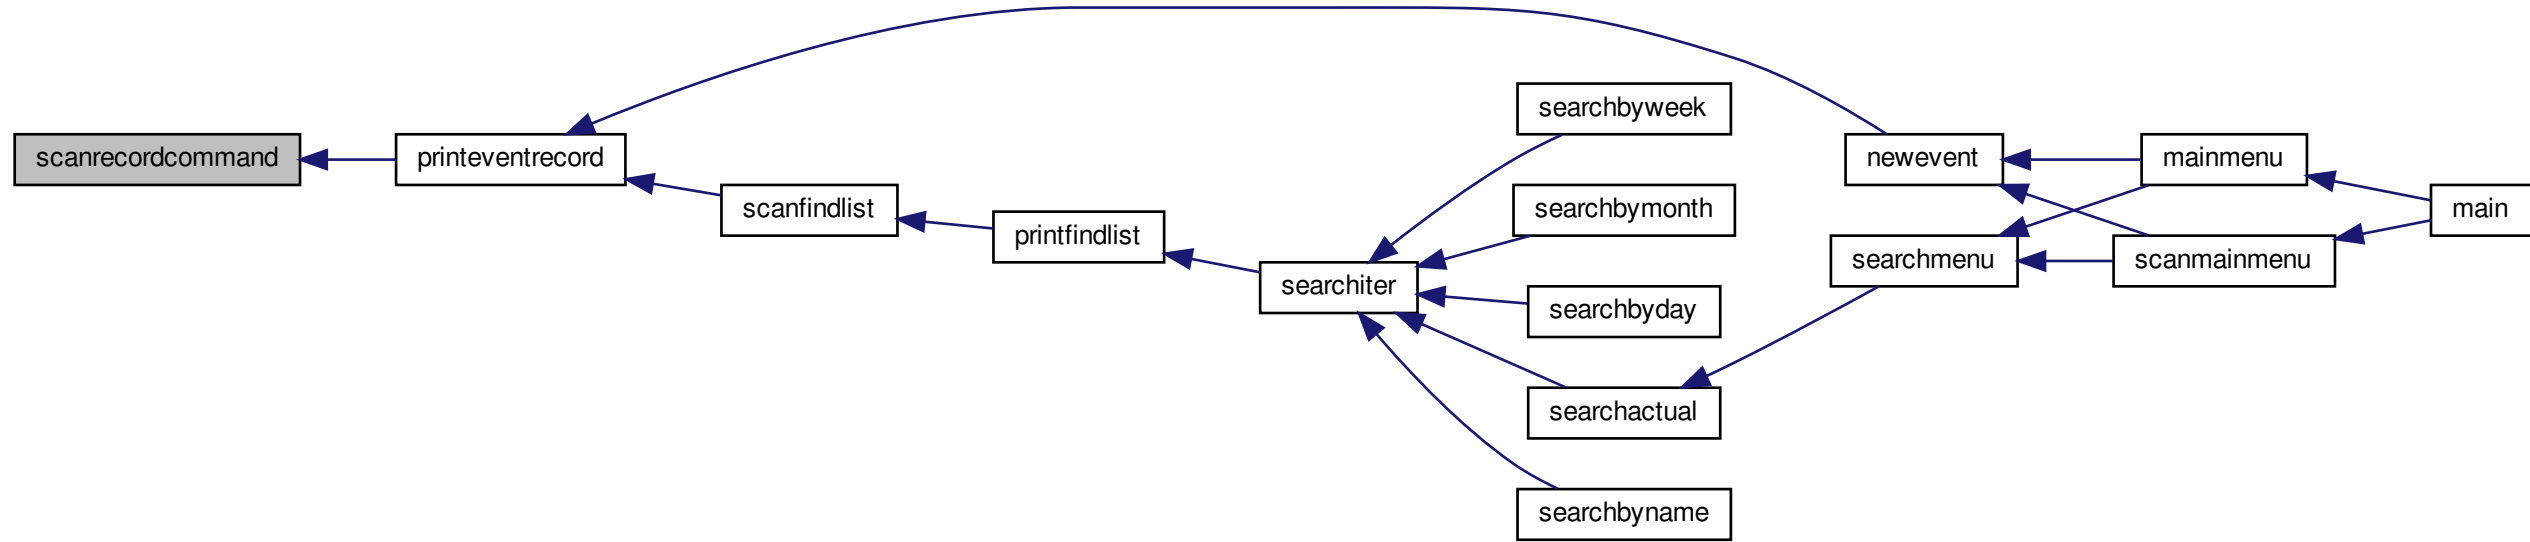 scanrecordcommand
printeventrecord
scanfindlist
printfindlist
searchiter
searchbyweek
searchbymonth
searchbyday
searchactual
searchbyname
newevent
searchmenu
mainmenu
scanmainmenu
main